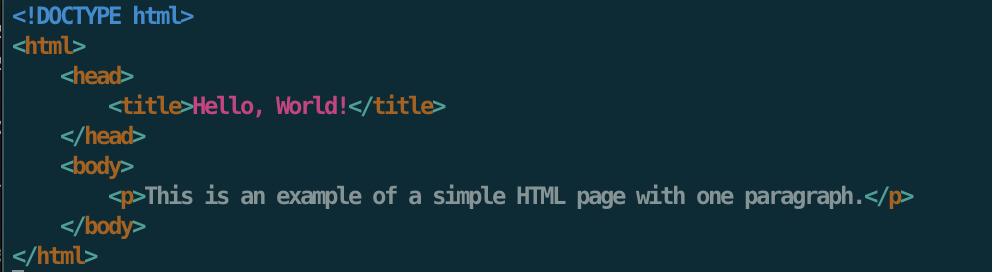 <!DOCTYPE html>
<html>
    <head>
        <title>Hello, World!</title>
    </head>
    <body>
        <p>This is an example of a simple HTML page with one paragraph.</p>
    </body>
</html>